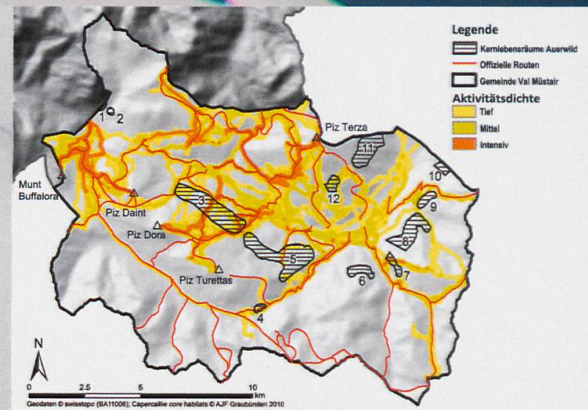 Legende
Kernlebensräume Auerwild
Offizielle Routen
Gemeinde Val Müstair
Aktivitätsdichte
Tief
Mittel
Intensiv
1 2
Piz Terza
11
10
Munt
Buffalora
12
3
9
Piz Daint
Piz Dora
8
5
Piz Turettas
6
7
4
N
0 2.5 5 10
km
Geodaten © swisstopo (BA11006), Capercaillie core habitats © AJF Graubünden 2010